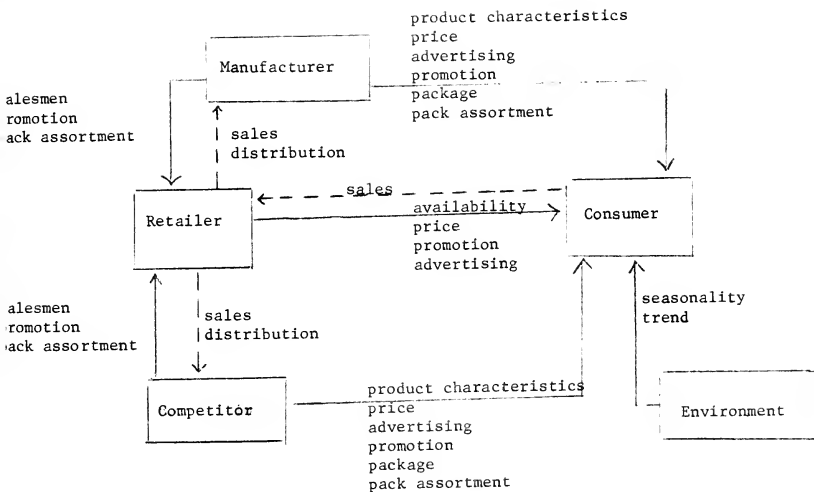 product characteristics
price
advertising
promotion
package
pack assortment
Manufacturer
alesmen
romotion
ack assortment
sales
distribution
sales
Retailer
availability
price
promotion
advertising
Consumer
alesmen
romotion
ack assortment
sales
distribution
seasonality
trend
Competitor
product characteristics
price
advertising
promotion
package
pack assortment
Environment